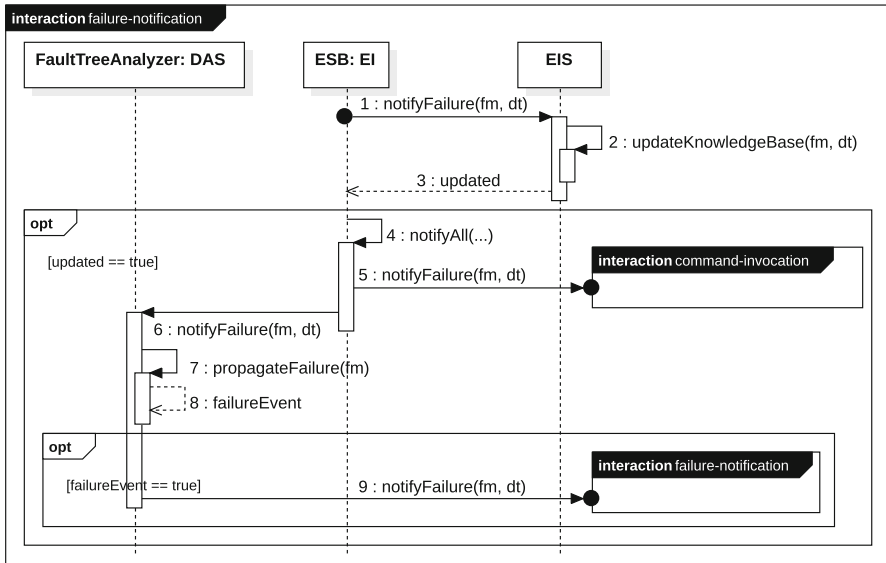 interaction failure-notification
FaultTreeAnalyzer: DAS
ESB: EI
EIS
1 : notifyFailure(fm, dt)
2 : updateKnowledgeBase(fm, dt)
3 : updated
opt
4 : notifyAll(...)
[updated == true]
interaction command-invocation
5 : notifyFailure(fm, dt)
6 : notifyFailure(fm, dt)
7 : propagateFailure(fm)
8 : failureEvent
opt
interaction failure-notification
[failureEvent == true]
9 : notifyFailure(fm, dt)